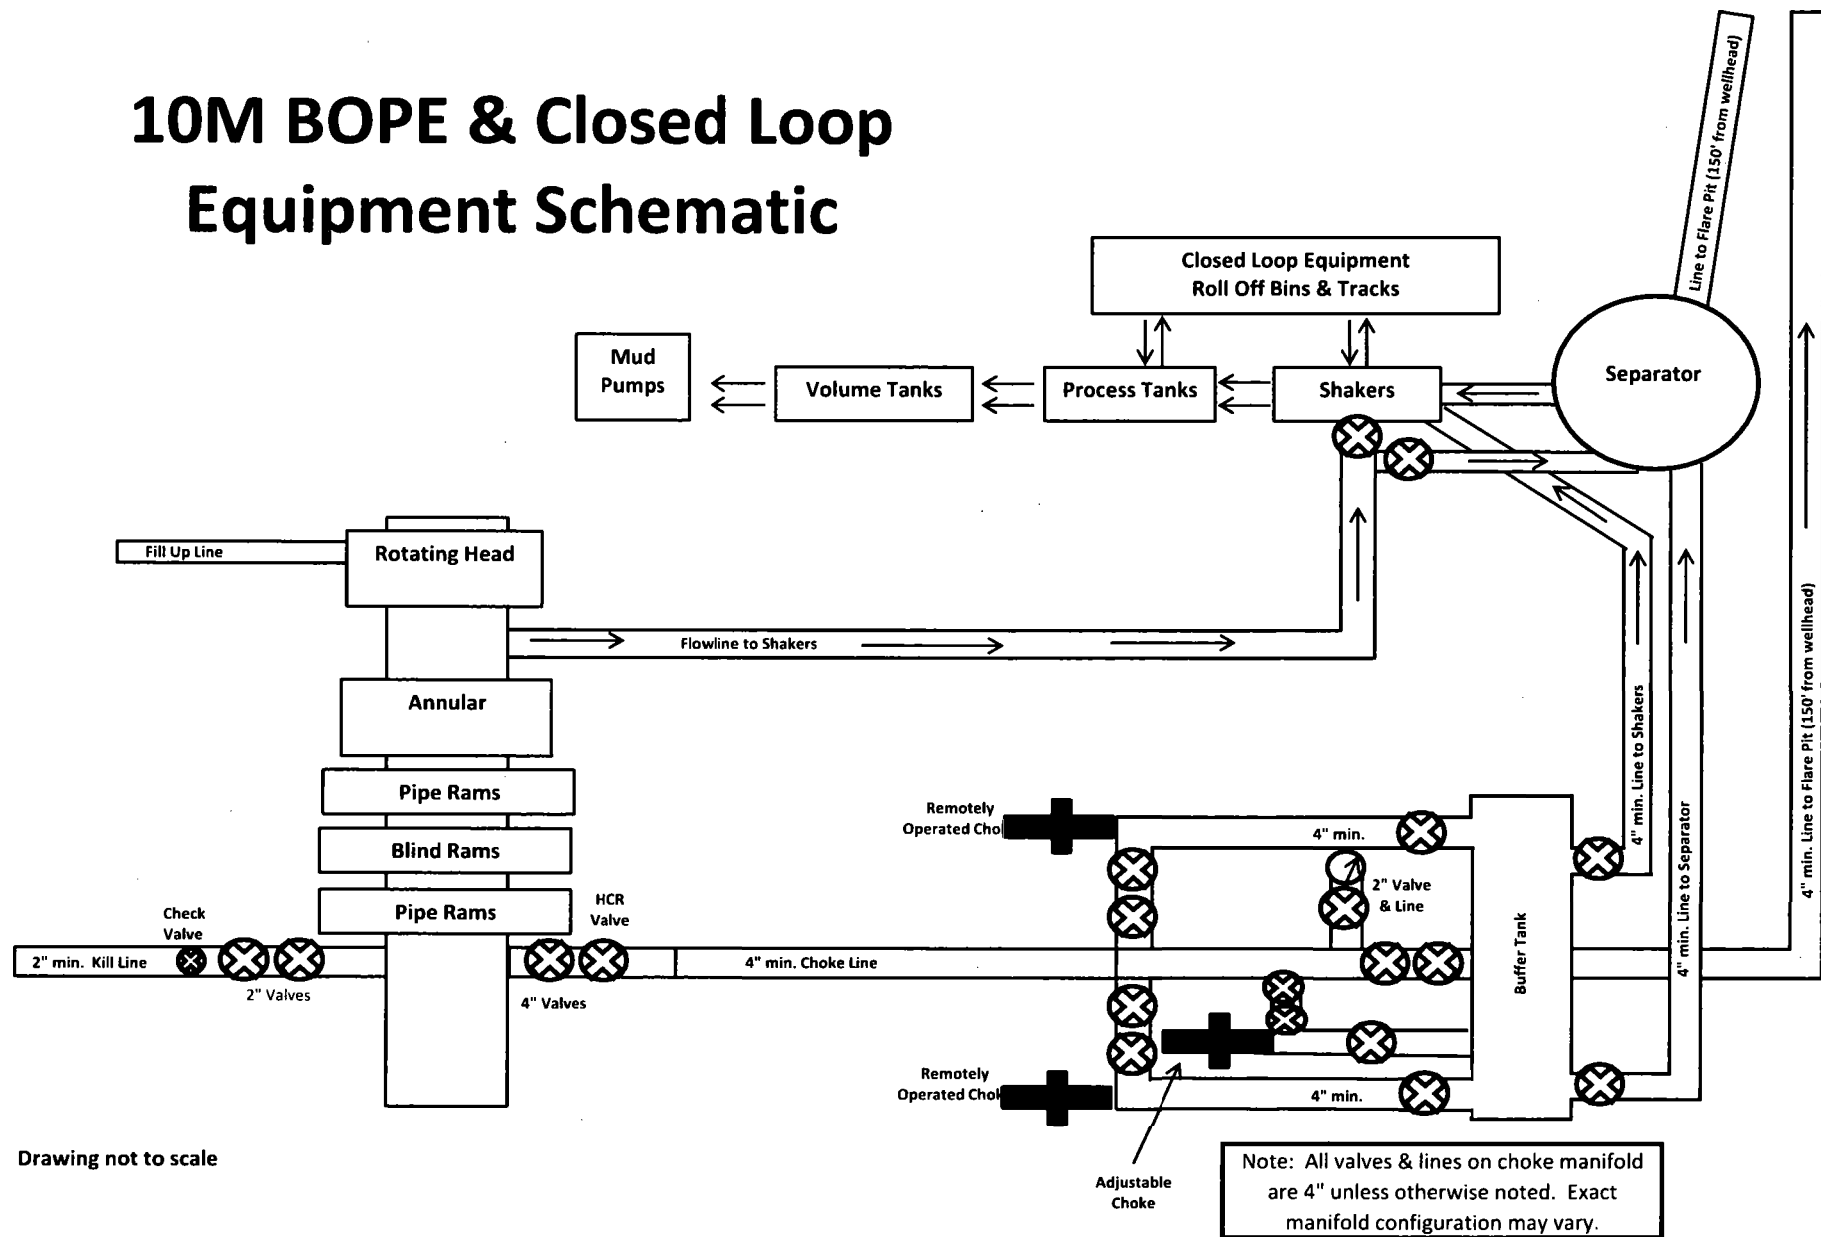 10M BOPE & Closed Loop
Equipment Schematic
Line to Flare Pit (150' from wellhead)
Closed Loop Equipment
Roll Off Bins & Tracks
Mud
Pumps
Volume Tanks
Process Tanks
Shakers
Separator
Fill Up Line
Rotating Head
Flowline to Shakers
Annular
Pipe Rams
Blind Rams
Pipe Rams
Check
Valve
HCR
Valve
2" min. Kill Line
2" Valves
4" Valves
4" min. Choke Line
Remotely
Operated Cho
4" min.
2" Valve
& Line
Buffer Tank
4" min. Line to Shakers
4" min. Line to Separator
4" min. Line to Flare Pit (150' from wellhead)
Remotely
Operated Chok
4" min.
Adjustable
Choke
Drawing not to scale
Note: All valves & lines on choke manifold
are 4" unless otherwise noted. Exact
manifold configuration may vary.